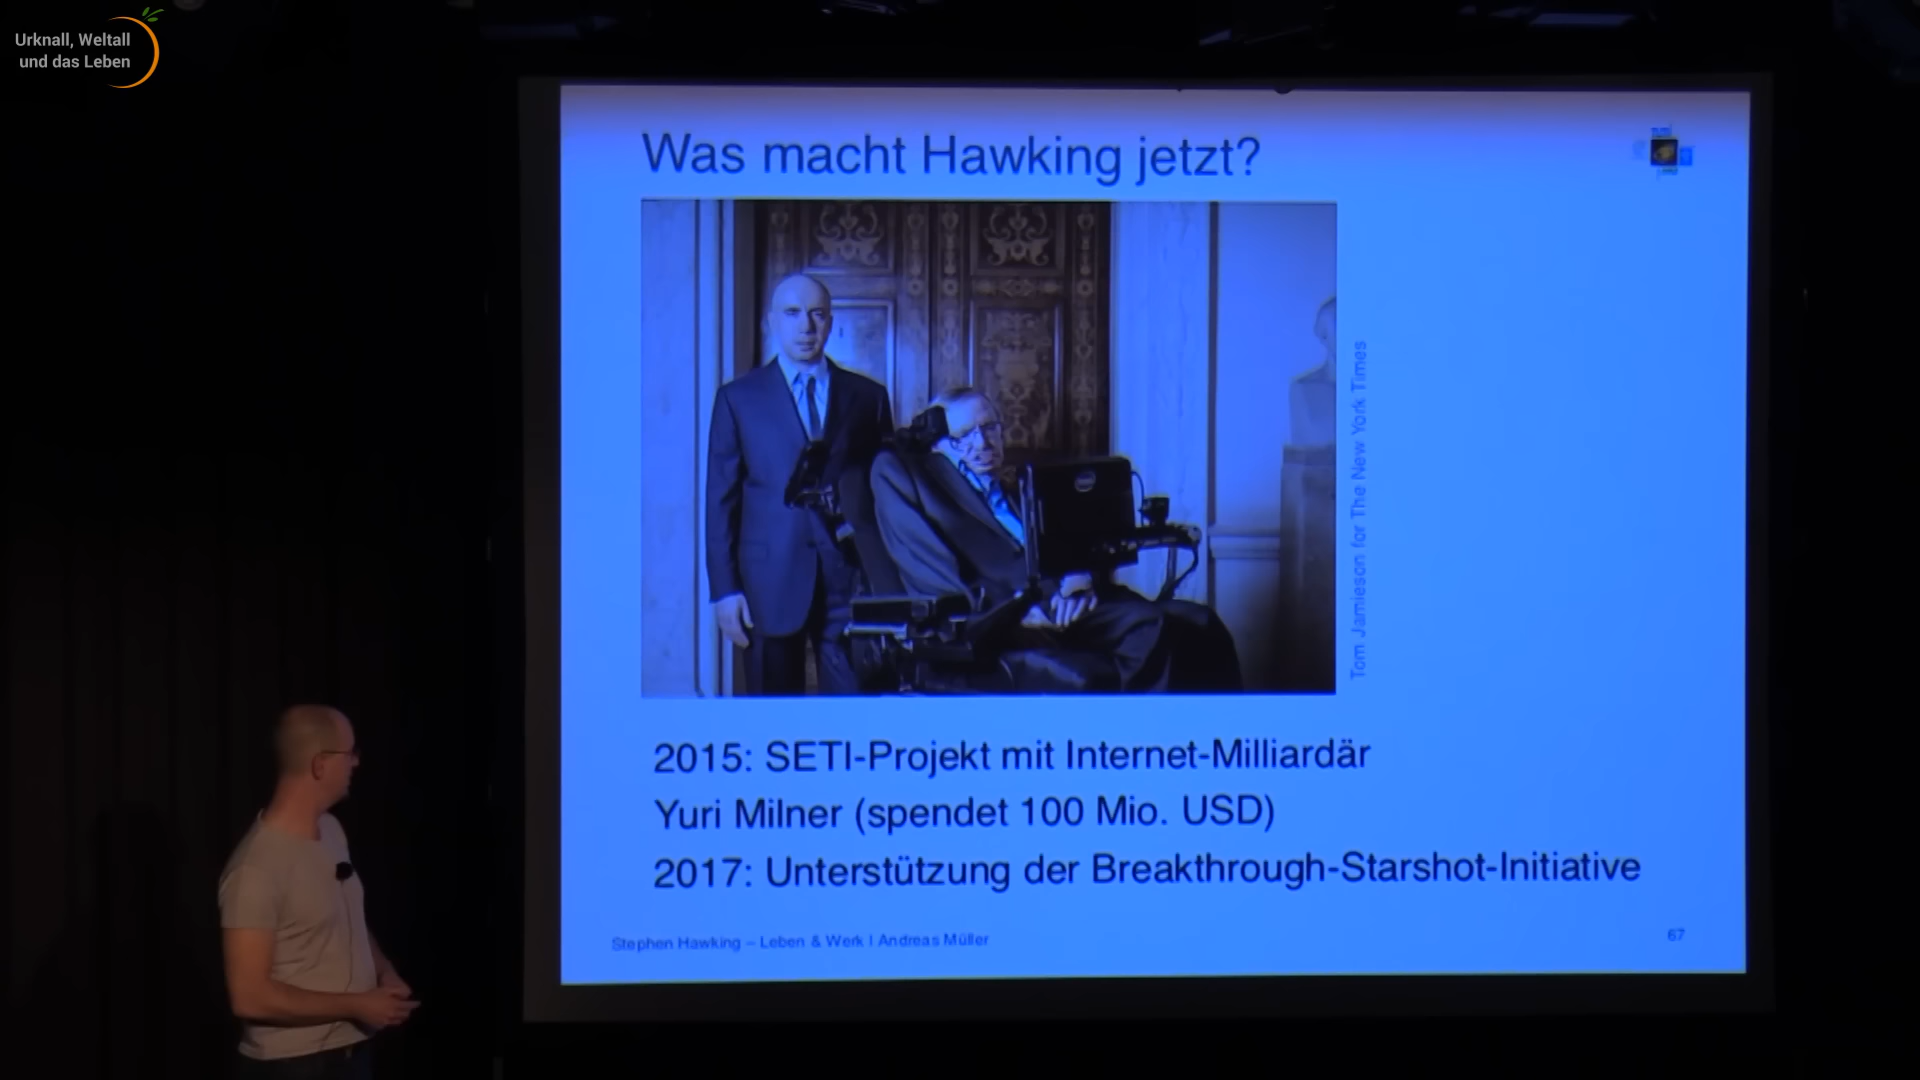 Urknall, Weltall
und das Leben
Was macht Hawking jetzt?
Tom Jamieson for The New York Times
2015: SETI-Projekt mit Internet-Milliardär
Yuri Milner (spendet 100 Mio. USD)
2017: Unterstützung der Breakthrough-Starshot-Initiative
Stephen Hawking – Leben & Werk I Andreas Müller
67